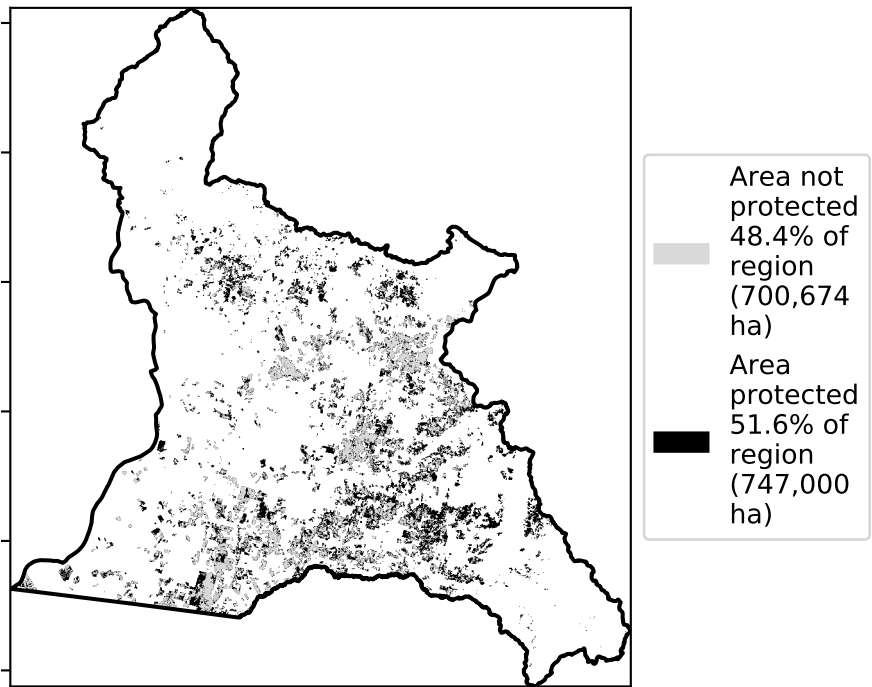 Area not
protected
48.4% of
region
(700,674
ha)
Area
protected
51.6% of
region
(747,000
ha)